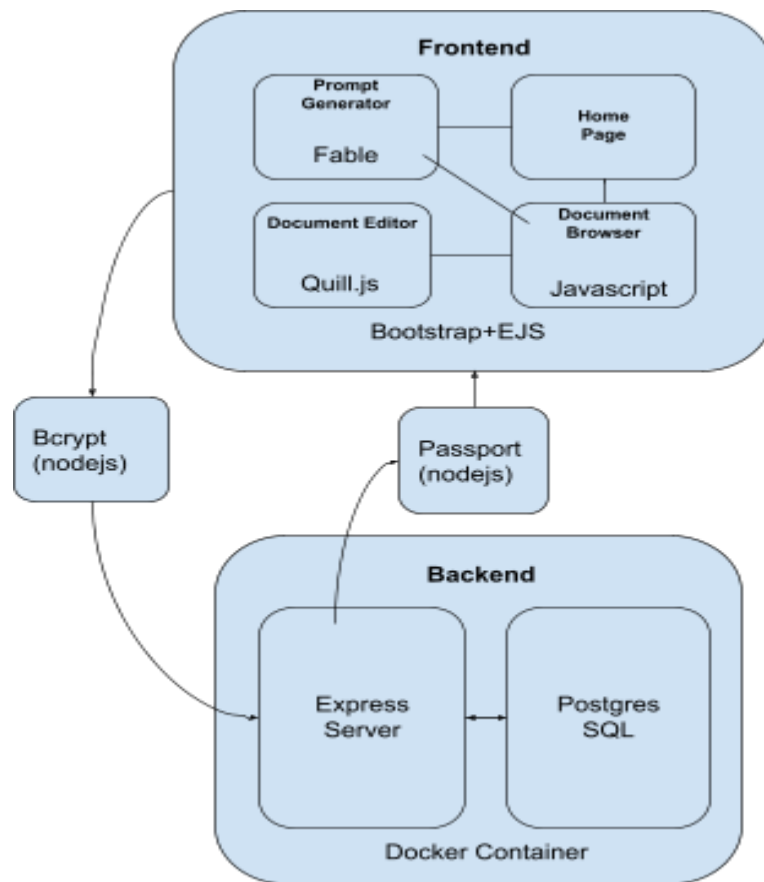 Frontend
Prompt
Generator
Fable
Home
Page
Document Editor
Quill.js
Document
Browser
Javascript
Bootstrap+EJS
Bcrypt
(nodejs)
Passport
(nodejs)
Backend
Express
Server
Postgres
SQL
Docker Container